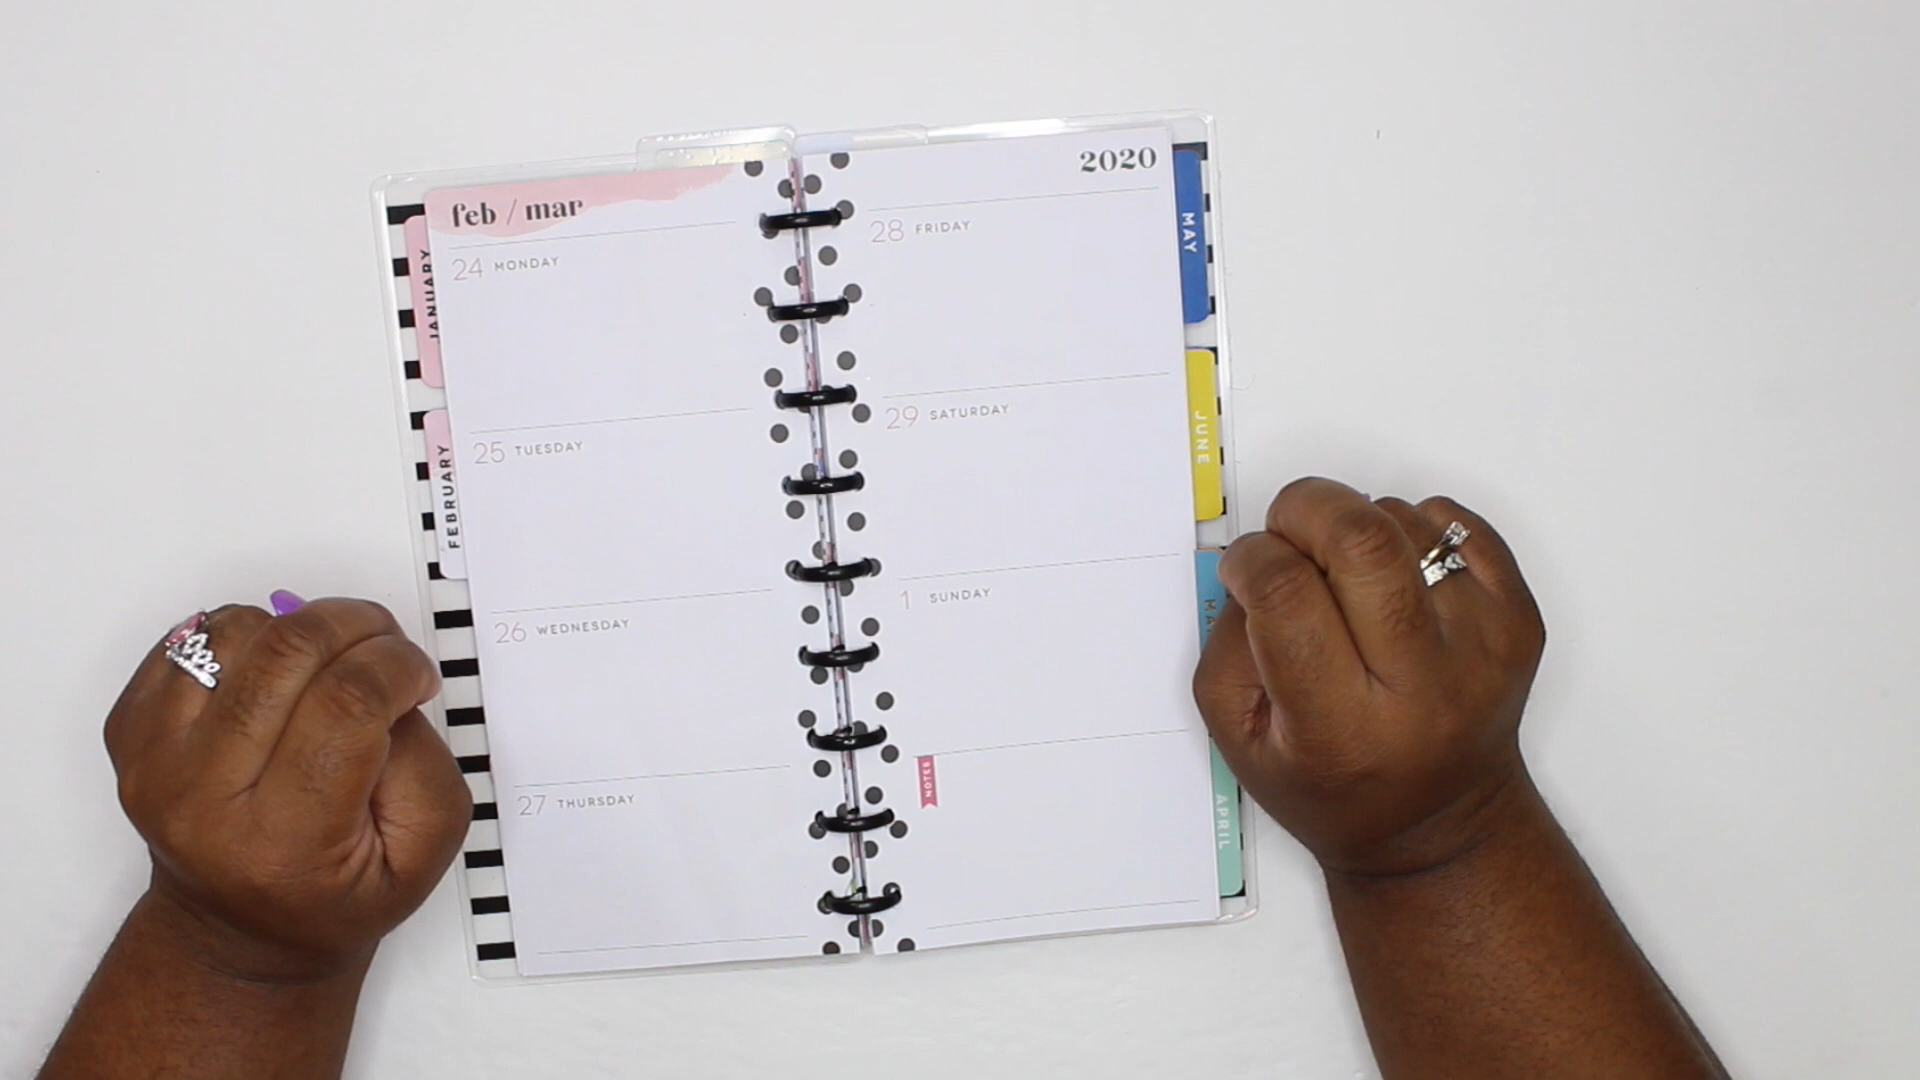 feb / mar
24 MONDAY
25 TUESDAY
26 WEDNESDAY
27 THURSDAY
2020
28 FRIDAY
29 SATURDAY
1 SUNDAY
NOTES
JANUARY
FEBRUARY
MAY
JUNE
APRIL